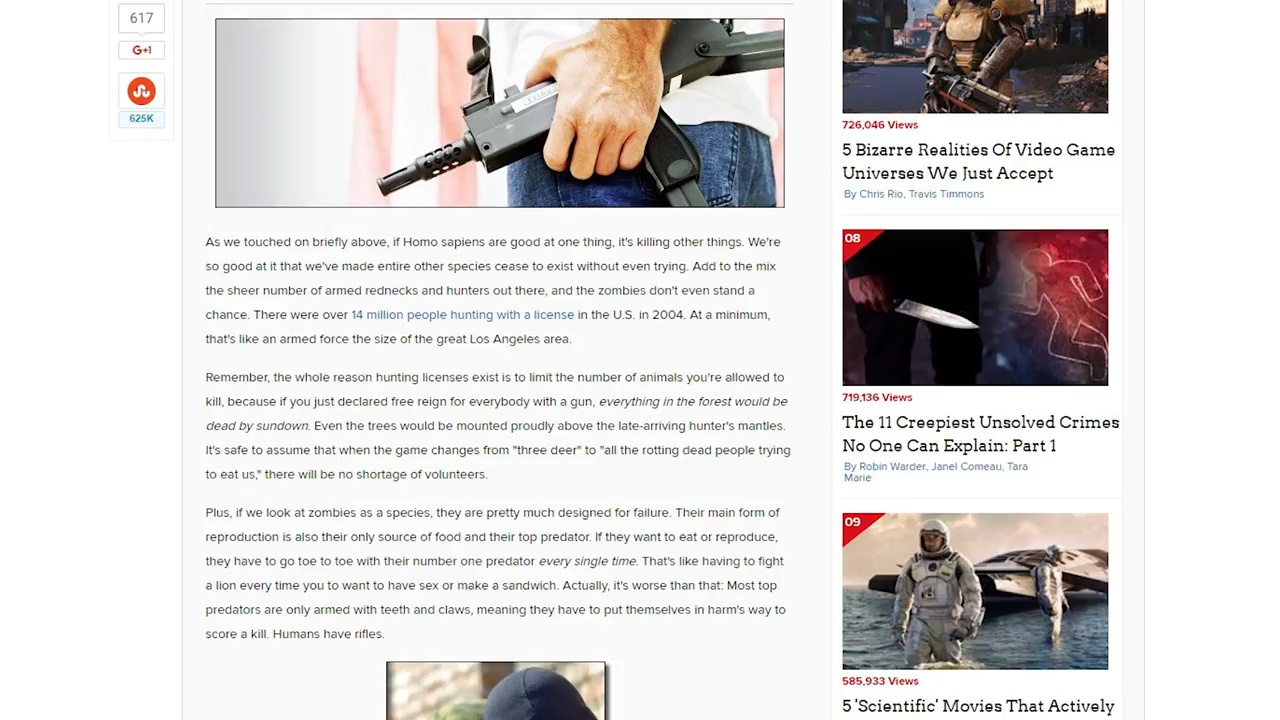 617
G+1
625K
As we touched on briefly above, if Homo sapiens are good at one thing, it's killing other things. We're
so good at it that we've made entire other species cease to exist without even trying. Add to the mix
the sheer number of armed rednecks and hunters out there, and the zombies don't even stand a
chance. There were over 14 million people hunting with a license in the U.S. in 2004. At a minimum,
that's like an armed force the size of the great Los Angeles area.
Remember, the whole reason hunting licenses exist is to limit the number of animals you're allowed to
kill, because if you just declared free reign for everybody with a gun, everything in the forest would be
dead by sundown. Even the trees would be mounted proudly above the late-arriving hunter's mantles.
It's safe to assume that when the game changes from "three deer" to "all the rotting dead people trying
to eat us," there will be no shortage of volunteers.
Plus, if we look at zombies as a species, they are pretty much designed for failure. Their main form of
reproduction is also their only source of food and their top predator. If they want to eat or reproduce,
they have to go toe to toe with their number one predator every single time. That's like having to fight
a lion every time you to want to have sex or make a sandwich. Actually, it's worse than that: Most top
predators are only armed with teeth and claws, meaning they have to put themselves in harm's way to
score a kill. Humans have rifles.
726,046 Views
5 Bizarre Realities Of Video Game
Universes We Just Accept
By Chris Rio, Travis Timmons
08
719,136 Views
The 11 Creepiest Unsolved Crimes
No One Can Explain: Part 1
By Robin Warder, Janel Comeau, Tara
Marie
09
585,933 Views
5 'Scientific' Movies That Actively